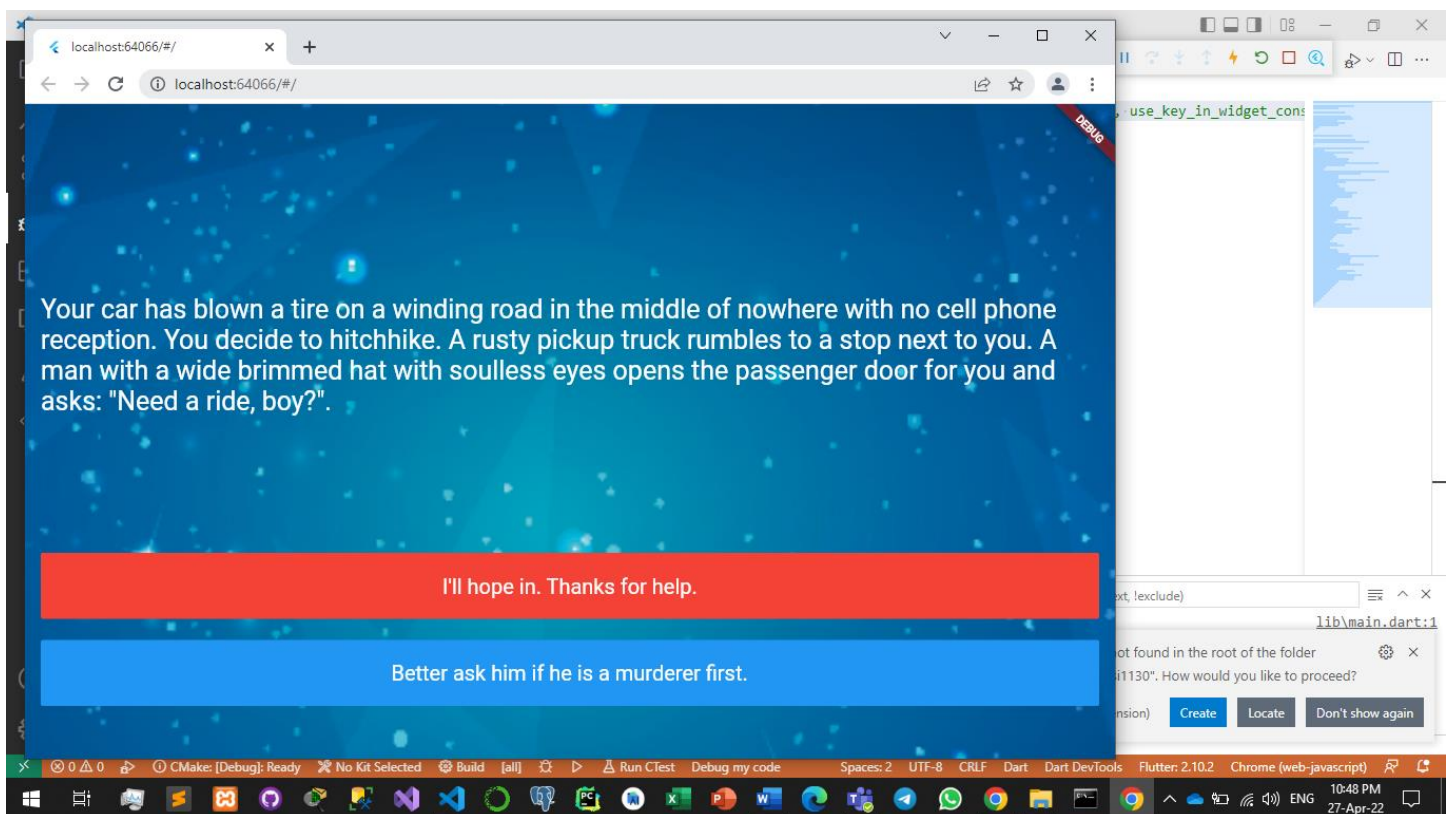 localhost:64066/#/
localhost:64066/#/
DEBUG
, use_key_in_widget_cons
Your car has blown a tire on a winding road in the middle of nowhere with no cell phone
reception. You decide to hitchhike. A rusty pickup truck rumbles to a stop next to you. A
man with a wide brimmed hat with soulless eyes opens the passenger door for you and
asks: "Need a ride, boy?".
I'll hope in. Thanks for help.
Better ask him if he is a murderer first.
ext, !exclude)
lib\main.dart:1
not found in the root of the folder
si1130". How would you like to proceed?
nsion) Create Locate Don't show again
0 0 CMake: [Debug]: Ready No Kit Selected Build [all] Run CTest Debug my code Spaces: 2 UTF-8 CRLF Dart Dart DevTools Flutter: 2.10.2 Chrome (web-javascript)
ENG 10:48 PM
27-Apr-22